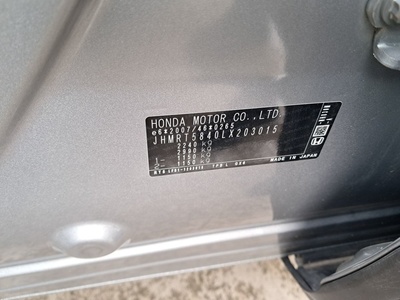 HONDA MOTOR CO.,LTD
e6*2007/46*0265
JHMRT5840LX203015
2240 KG
2990 KG
1- 1150 KG
2- 1150 KG
MADE IN JAPAN